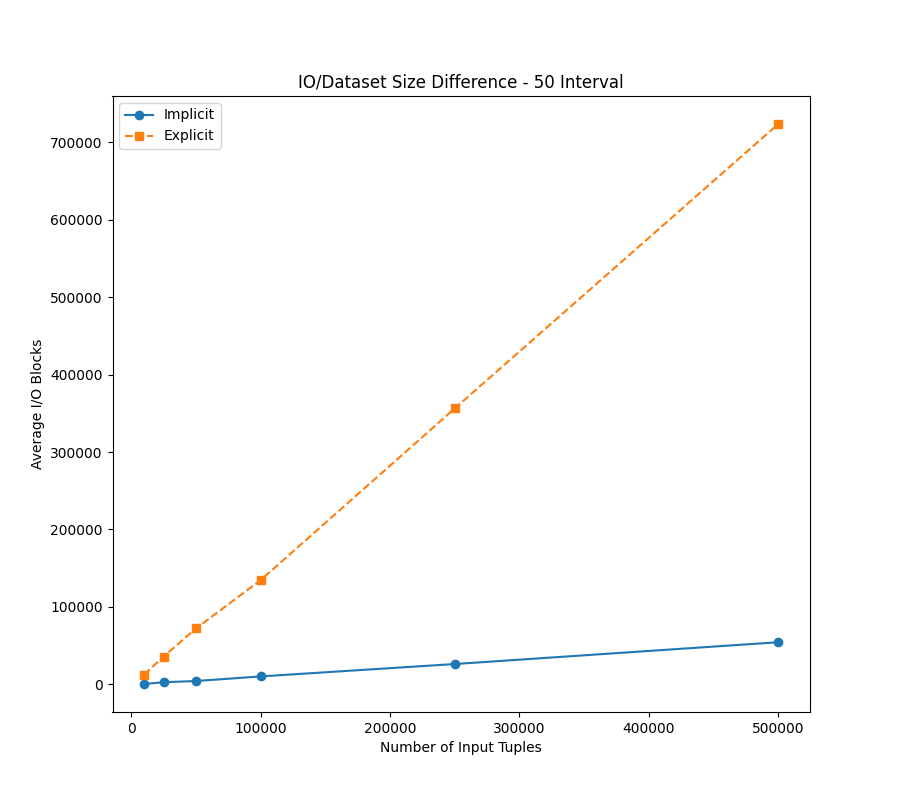 IO/Dataset Size Difference - 50 Interval
Implicit
Explicit
700000
600000
500000
400000
300000
200000
100000
0
Average I/O Blocks
0 100000 200000 300000 400000 500000
Number of Input Tuples